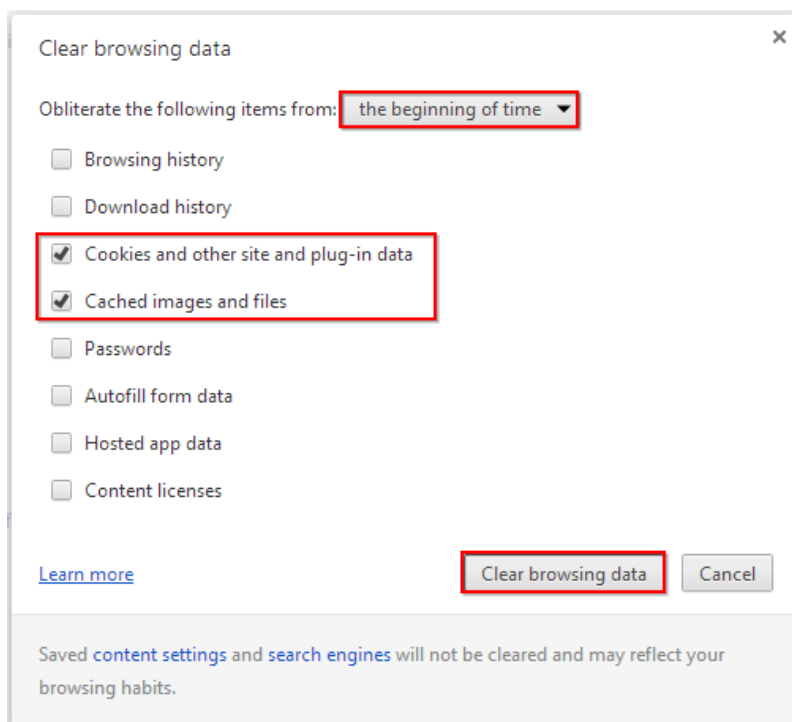 Clear browsing data
Obliterate the following items from: the beginning of time
Browsing history
Download history
Cookies and other site and plug-in data
Cached images and files
Passwords
Autofill form data
Hosted app data
Content licenses
Learn more Clear browsing data Cancel
Saved content settings and search engines will not be cleared and may reflect your
browsing habits.